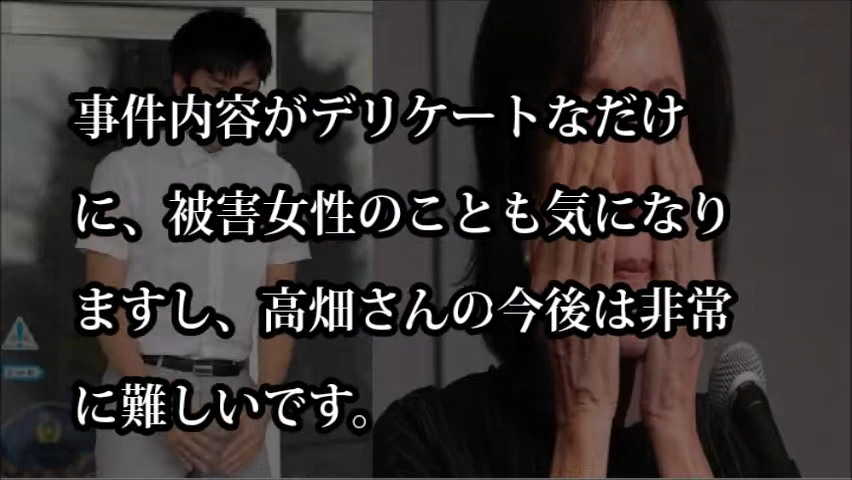 事件内容がデリケートなだけ
に、被害女性のことも気になり
ますし、高畑さんの今後は非常
に難しいです。